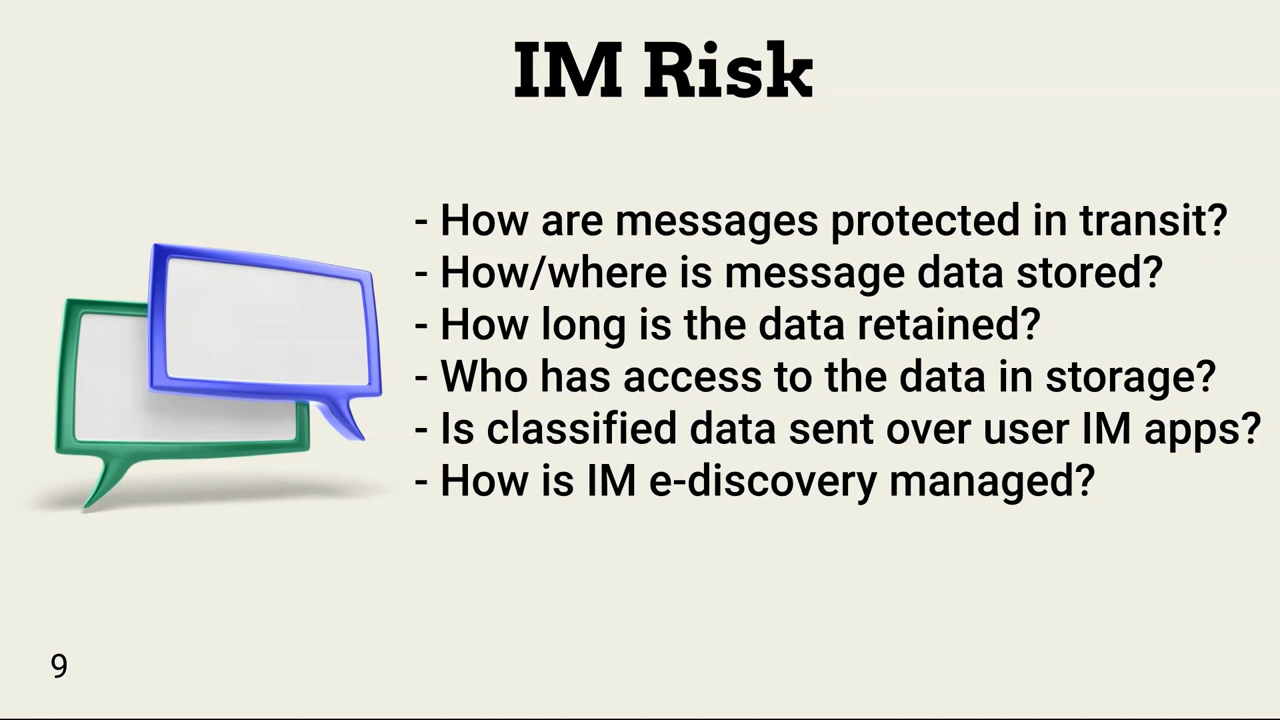 IM Risk
- How are messages protected in transit?
- How/where is message data stored?
- How long is the data retained?
- Who has access to the data in storage?
- Is classified data sent over user IM apps?
- How is IM e-discovery managed?
9